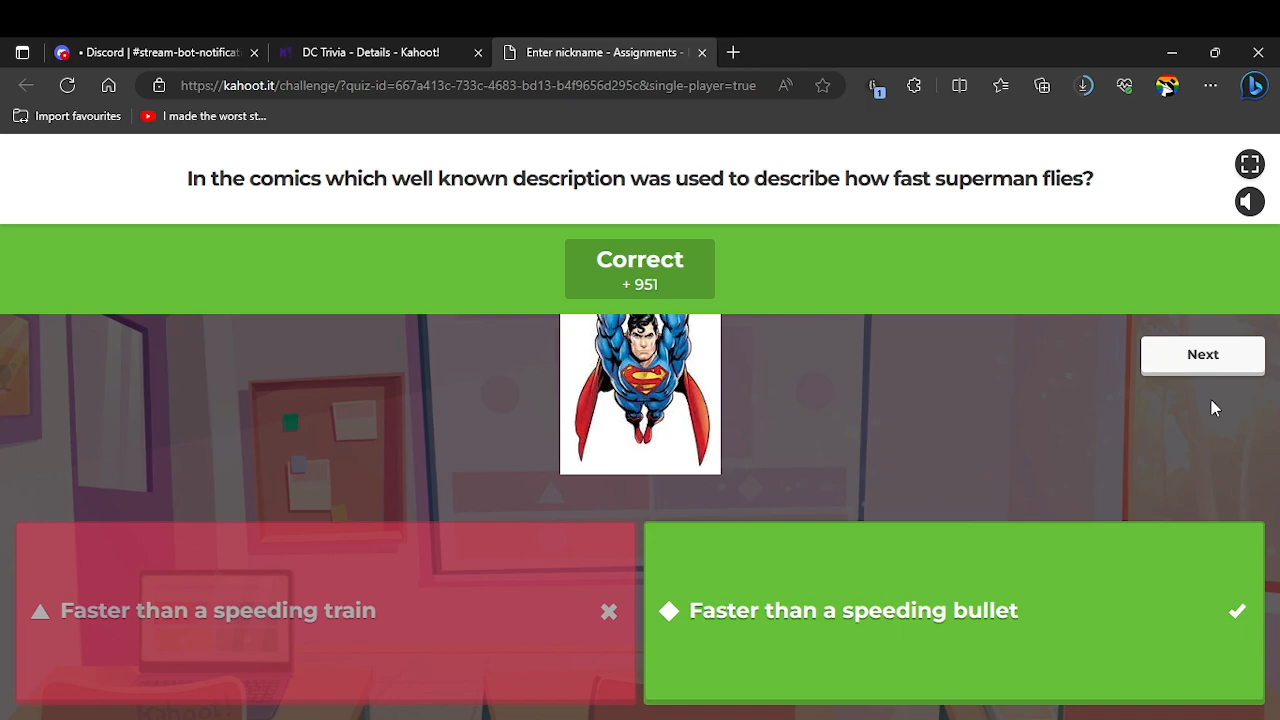 • Discord | #stream-bot-notificat
DC Trivia - Details - Kahoot!
Enter nickname - Assignments -
https://kahoot.it/challenge/?quiz-id=667a413c-733c-4683-bd13-b4f9656d295c&single-player=true
1
Import favourites
I made the worst st...
In the comics which well known description was used to describe how fast superman flies?
Correct
+ 951
Next
Faster than a speeding train
Faster than a speeding bullet
Kahoot!